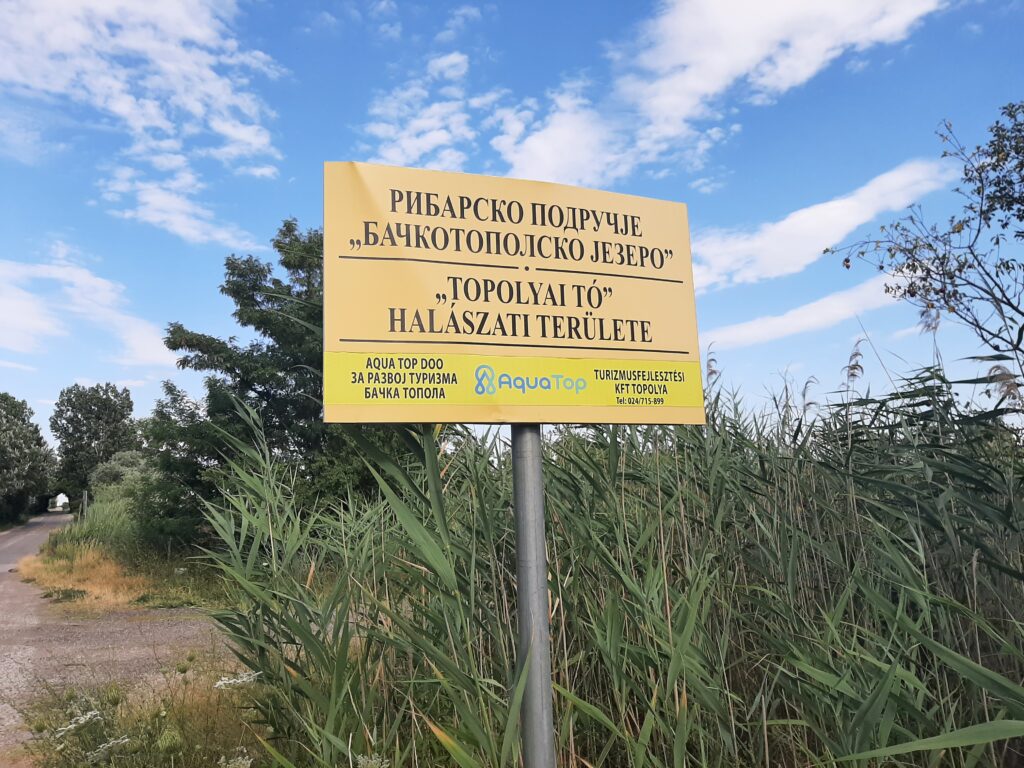 РИБАРСКО ПОДРУЧЈЕ
„БАЧКОТОПОЛСКО ЈЕЗЕРО”
„TOPOLYAI TÓ”
HALÁSZATI TERÜLETE
AQUA TOP DOO
ЗА РАЗВОЈ ТУРИЗМА
БАЧКА ТОПОЛА
AquaTop
TURIZMUSFEJLESZTÉSI
KFT TOPOLYA
Tel: 024/715-899